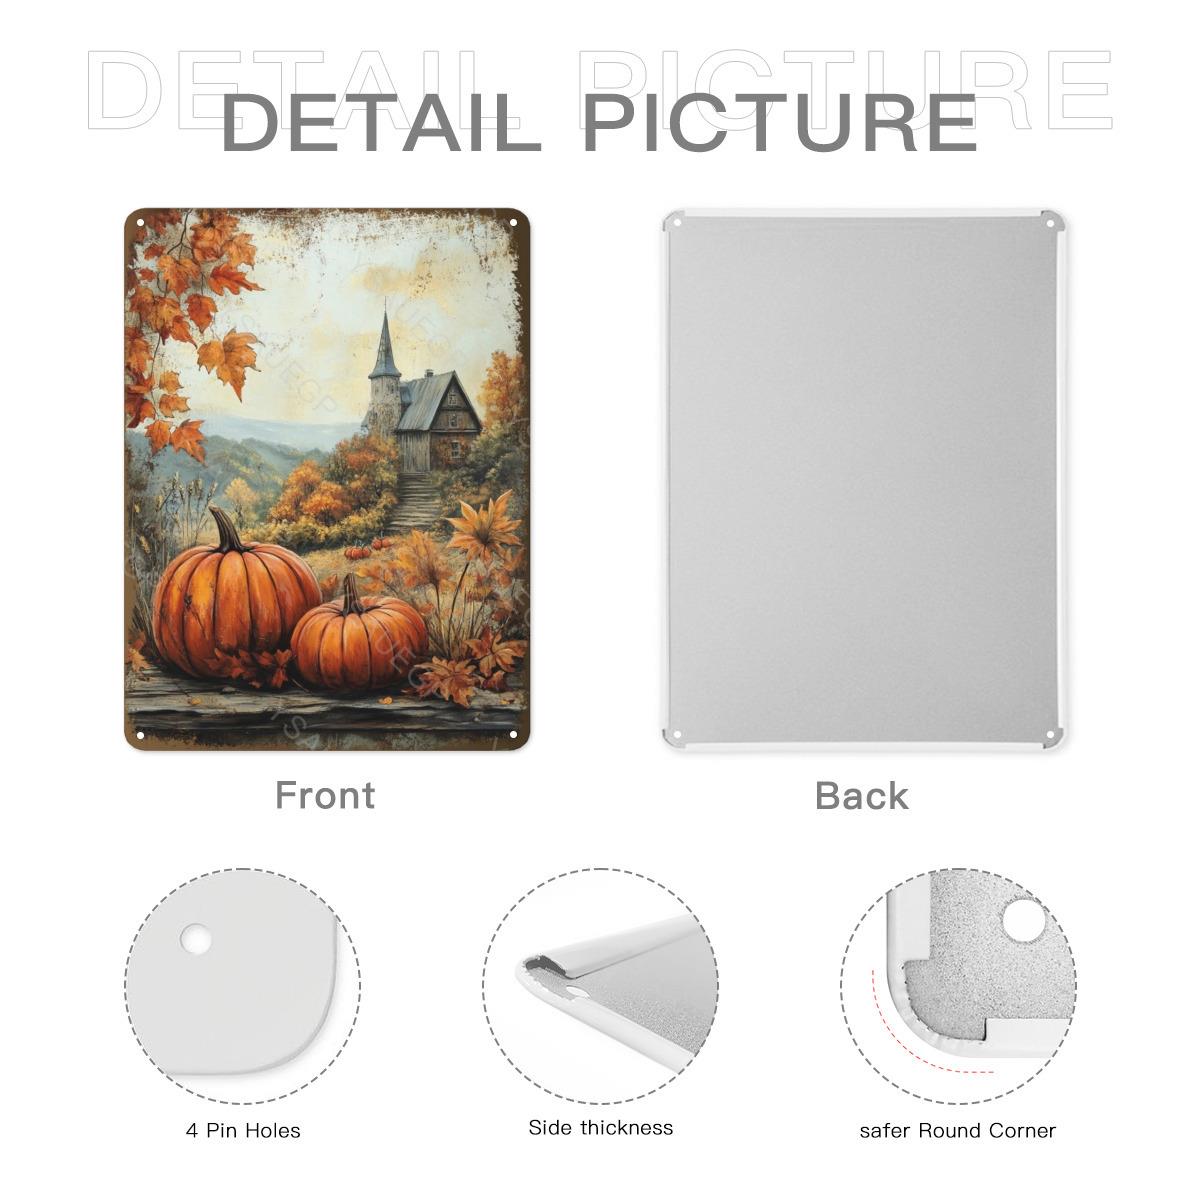 DETAIL PICTURE
DETAIL PICTURE
Front
Back
4 Pin Holes
Side thickness
safer Round Corner